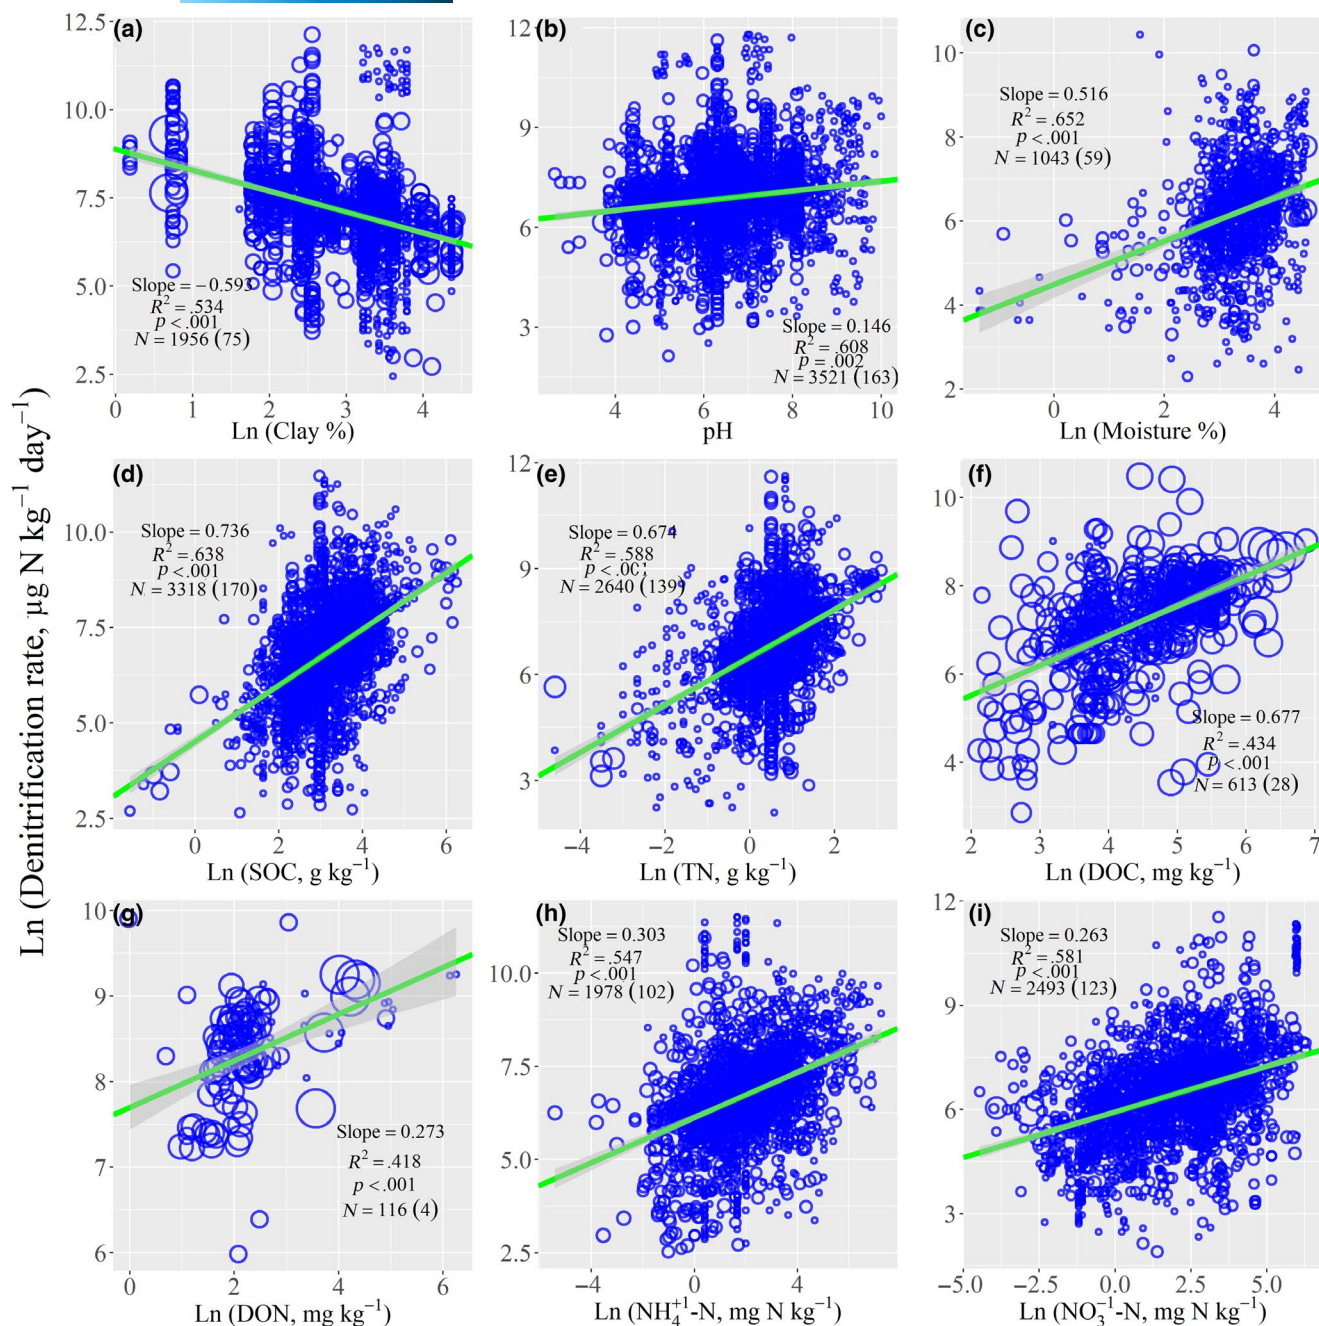 Ln (Denitrification rate, µg N kg⁻¹ day⁻¹)
(a)
12.5
10.0
7.5
5.0
2.5
Slope = −0.593
R² = .534
p <.001
N = 1956 (75)
0 1 2 3 4
Ln (Clay %)
(b)
12
9
6
3
Slope = 0.146
R² = .608
p = .002
N = 3521 (163)
4 6 8 10
pH
(c)
10
8
6
4
2
Slope = 0.516
R² = .652
p <.001
N = 1043 (59)
0 2 4
Ln (Moisture %)
(d)
10.0
7.5
5.0
2.5
Slope = 0.736
R² = .638
p <.001
N = 3318 (170)
0 2 4 6
Ln (SOC, g kg⁻¹)
(e)
12
9
6
3
Slope = 0.674
R² = .588
p <.001
N = 2640 (139)
−4 −2 0 2
Ln (TN, g kg⁻¹)
(f)
10
8
6
4
Slope = 0.677
R² = .434
p <.001
N = 613 (28)
2 3 4 5 6 7
Ln (DOC, mg kg⁻¹)
(g)
10
9
8
7
6
Slope = 0.273
R² = .418
p <.001
N = 116 (4)
0 2 4 6
Ln (DON, mg kg⁻¹)
(h)
10.0
7.5
5.0
2.5
Slope = 0.303
R² = .547
p <.001
N = 1978 (102)
−4 0 4
Ln (NH₄⁺¹-N, mg N kg⁻¹)
(i)
12
9
6
3
Slope = 0.263
R² = .581
p <.001
N = 2493 (123)
−5.0 −2.5 0.0 2.5 5.0
Ln (NO₃⁻¹-N, mg N kg⁻¹)